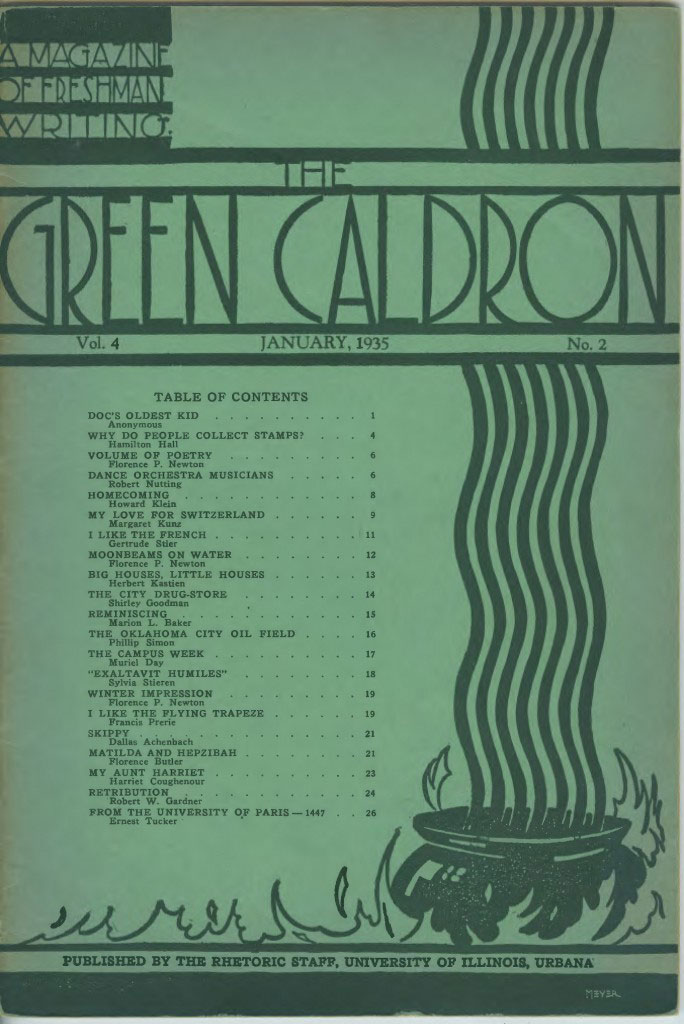 A MAGAZINE
OF FRESHMAN
WRITING.
THE
GREEN CALDRON
Vol. 4 JANUARY, 1935 No. 2
TABLE OF CONTENTS
DOC'S OLDEST KID . . . . . . . . . . 1
Anonymous
WHY DO PEOPLE COLLECT STAMPS? . . . 4
Hamilton Hall
VOLUME OF POETRY . . . . . . . . . 6
Florence P. Newton
DANCE ORCHESTRA MUSICIANS . . . . . 6
Robert Nutting
HOMECOMING . . . . . . . . . . . . 8
Howard Klein
MY LOVE FOR SWITZERLAND . . . . . . 9
Margaret Kunz
I LIKE THE FRENCH . . . . . . . . . . 11
Gertrude Stier
MOONBEAMS ON WATER . . . . . . . . 12
Florence P. Newton
BIG HOUSES, LITTLE HOUSES . . . . . . 13
Herbert Kastien
THE CITY DRUG-STORE . . . . . . . . 14
Shirley Goodman
REMINISCING . . . . . . . . . . . . 15
Marion L. Baker
THE OKLAHOMA CITY OIL FIELD . . . . 16
Phillip Simon
THE CAMPUS WEEK . . . . . . . . . . 17
Muriel Day
"EXALTAVIT HUMILES" . . . . . . . . 18
Sylvia Stieren
WINTER IMPRESSION . . . . . . . . . 19
Florence P. Newton
I LIKE THE FLYING TRAPEZE . . . . . . 19
Francis Prerie
SKIPPY . . . . . . . . . . . . . . 21
Dallas Achenbach
MATILDA AND HEPZIBAH . . . . . . . . 21
Florence Butler
MY AUNT HARRIET . . . . . . . . . . 23
Harriet Coughenour
RETRIBUTION . . . . . . . . . . . . 24
Robert W. Gardner
FROM THE UNIVERSITY OF PARIS — 1447 . . 26
Ernest Tucker
PUBLISHED BY THE RHETORIC STAFF, UNIVERSITY OF ILLINOIS, URBANA
MEYER